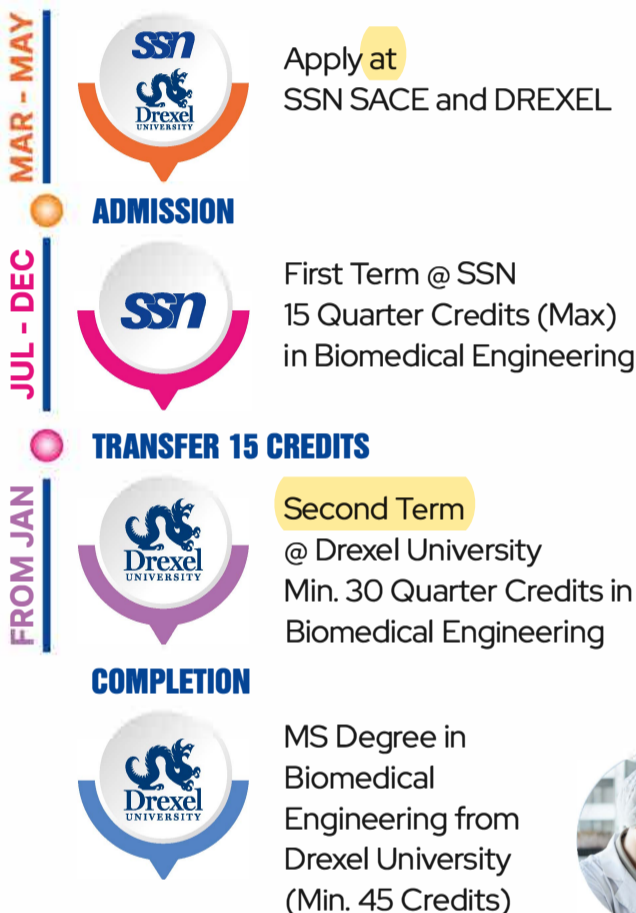 MAR - MAY
ssn
Drexel
UNIVERSITY
Apply at
SSN SACE and DREXEL
ADMISSION
JUL - DEC
ssn
First Term @ SSN
15 Quarter Credits (Max)
in Biomedical Engineering
TRANSFER 15 CREDITS
FROM JAN
Drexel
UNIVERSITY
Second Term
@ Drexel University
Min. 30 Quarter Credits in
Biomedical Engineering
COMPLETION
Drexel
UNIVERSITY
MS Degree in
Biomedical
Engineering from
Drexel University
(Min. 45 Credits)